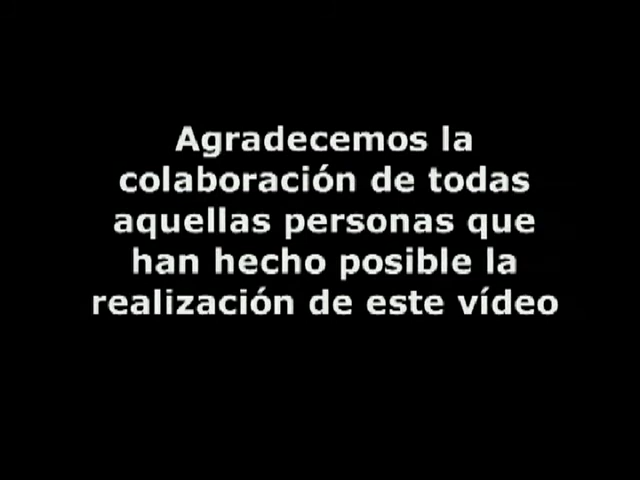 Agradecemos la
colaboración de todas
aquellas personas que
han hecho posible la
realización de este vídeo